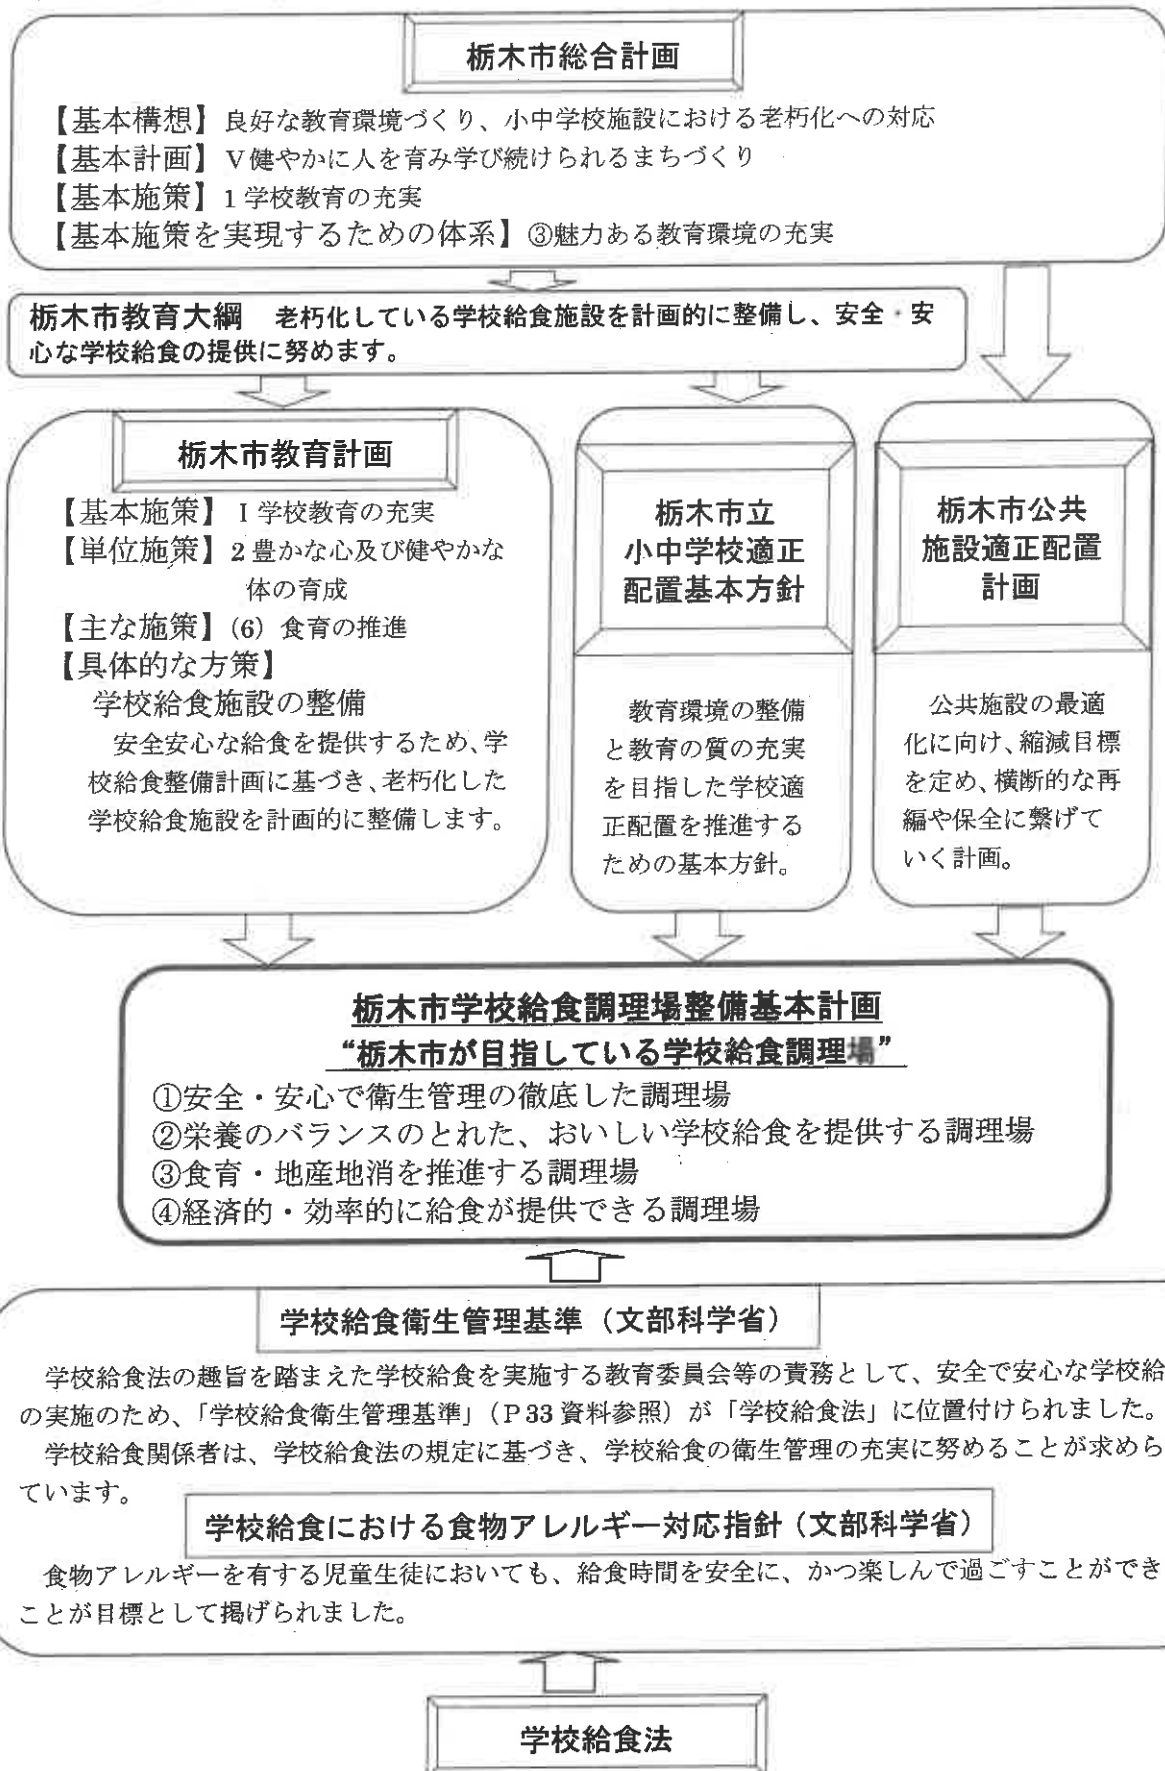 栃木市総合計画
【基本構想】良好な教育環境づくり、小中学校施設における老朽化への対応
【基本計画】Ⅴ健やかに人を育み学び続けられるまちづくり
【基本施策】1 学校教育の充実
【基本施策を実現するための体系】③魅力ある教育環境の充実
栃木市教育大綱　老朽化している学校給食施設を計画的に整備し、安全・安
心な学校給食の提供に努めます。
栃木市教育計画
【基本施策】Ⅰ学校教育の充実
【単位施策】2 豊かな心及び健やかな
体の育成
【主な施策】(6) 食育の推進
【具体的な方策】
学校給食施設の整備
安全安心な給食を提供するため、学
校給食整備計画に基づき、老朽化した
学校給食施設を計画的に整備します。
栃木市立
小中学校適正
配置基本方針
教育環境の整備
と教育の質の充実
を目指した学校適
正配置を推進する
ための基本方針。
栃木市公共
施設適正配置
計画
公共施設の最適
化に向け、縮減目標
を定め、横断的な再
編や保全に繋げて
いく計画。
栃木市学校給食調理場整備基本計画
“栃木市が目指している学校給食調理場”
①安全・安心で衛生管理の徹底した調理場
②栄養のバランスのとれた、おいしい学校給食を提供する調理場
③食育・地産地消を推進する調理場
④経済的・効率的に給食が提供できる調理場
学校給食衛生管理基準（文部科学省）
学校給食法の趣旨を踏まえた学校給食を実施する教育委員会等の責務として、安全で安心な学校給
の実施のため、「学校給食衛生管理基準」（P 33 資料参照）が「学校給食法」に位置付けられました。
学校給食関係者は、学校給食法の規定に基づき、学校給食の衛生管理の充実に努めることが求めら
ています。
学校給食における食物アレルギー対応指針（文部科学省）
食物アレルギーを有する児童生徒においても、給食時間を安全に、かつ楽しんで過ごすことができ
ことが目標として掲げられました。
学校給食法